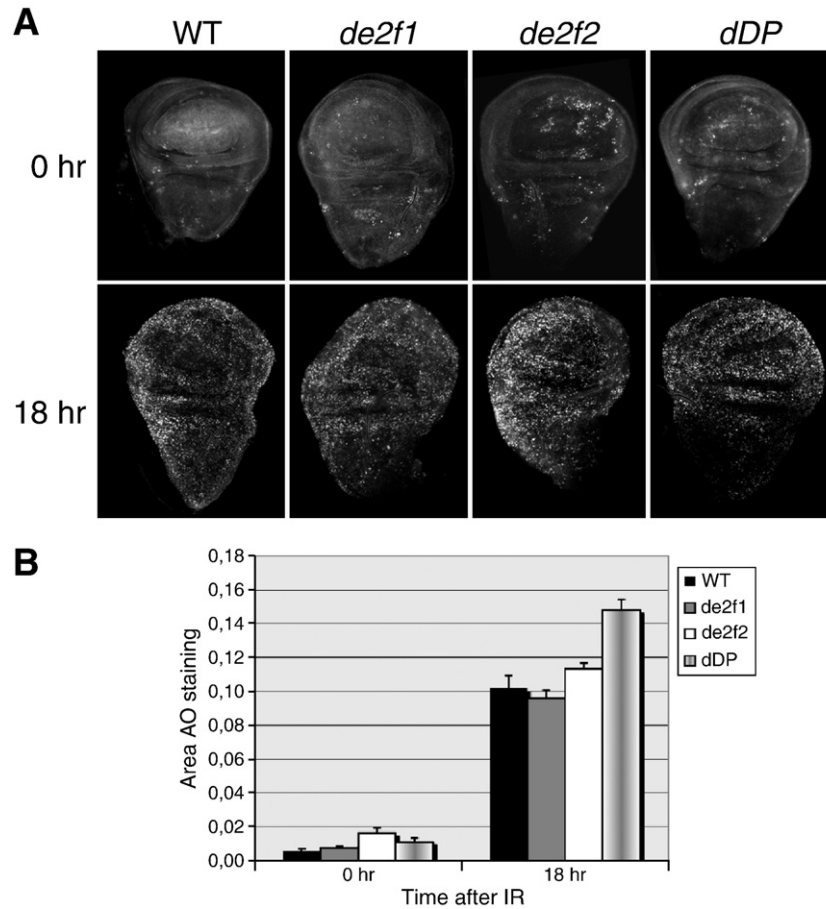 A
WT de2f1 de2f2 dDP
0 hr
18 hr
B
0,18
0,16
0,14
0,12
0,10
0,08
0,06
0,04
0,02
0,00
Area AO staining
0 hr 18 hr
Time after IR
WT
de2f1
de2f2
dDP